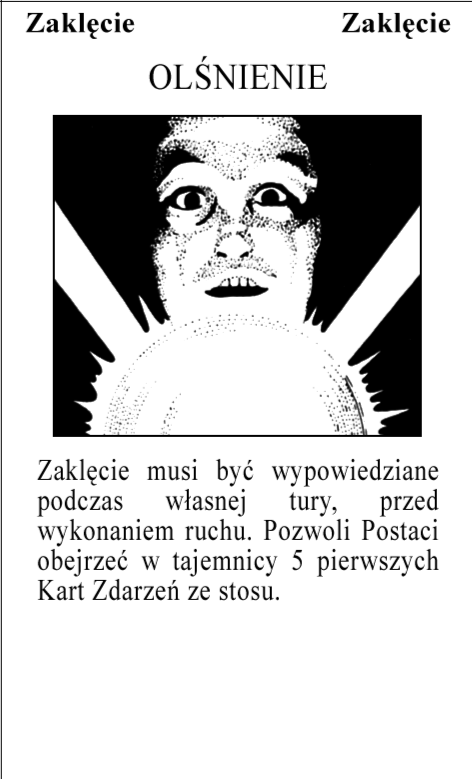 Zaklęcie Zaklęcie
OLŚNIENIE
Zaklęcie musi być wypowiedziane
podczas własnej tury, przed
wykonaniem ruchu. Pozwoli Postaci
obejrzeć w tajemnicy 5 pierwszych
Kart Zdarzeń ze stosu.